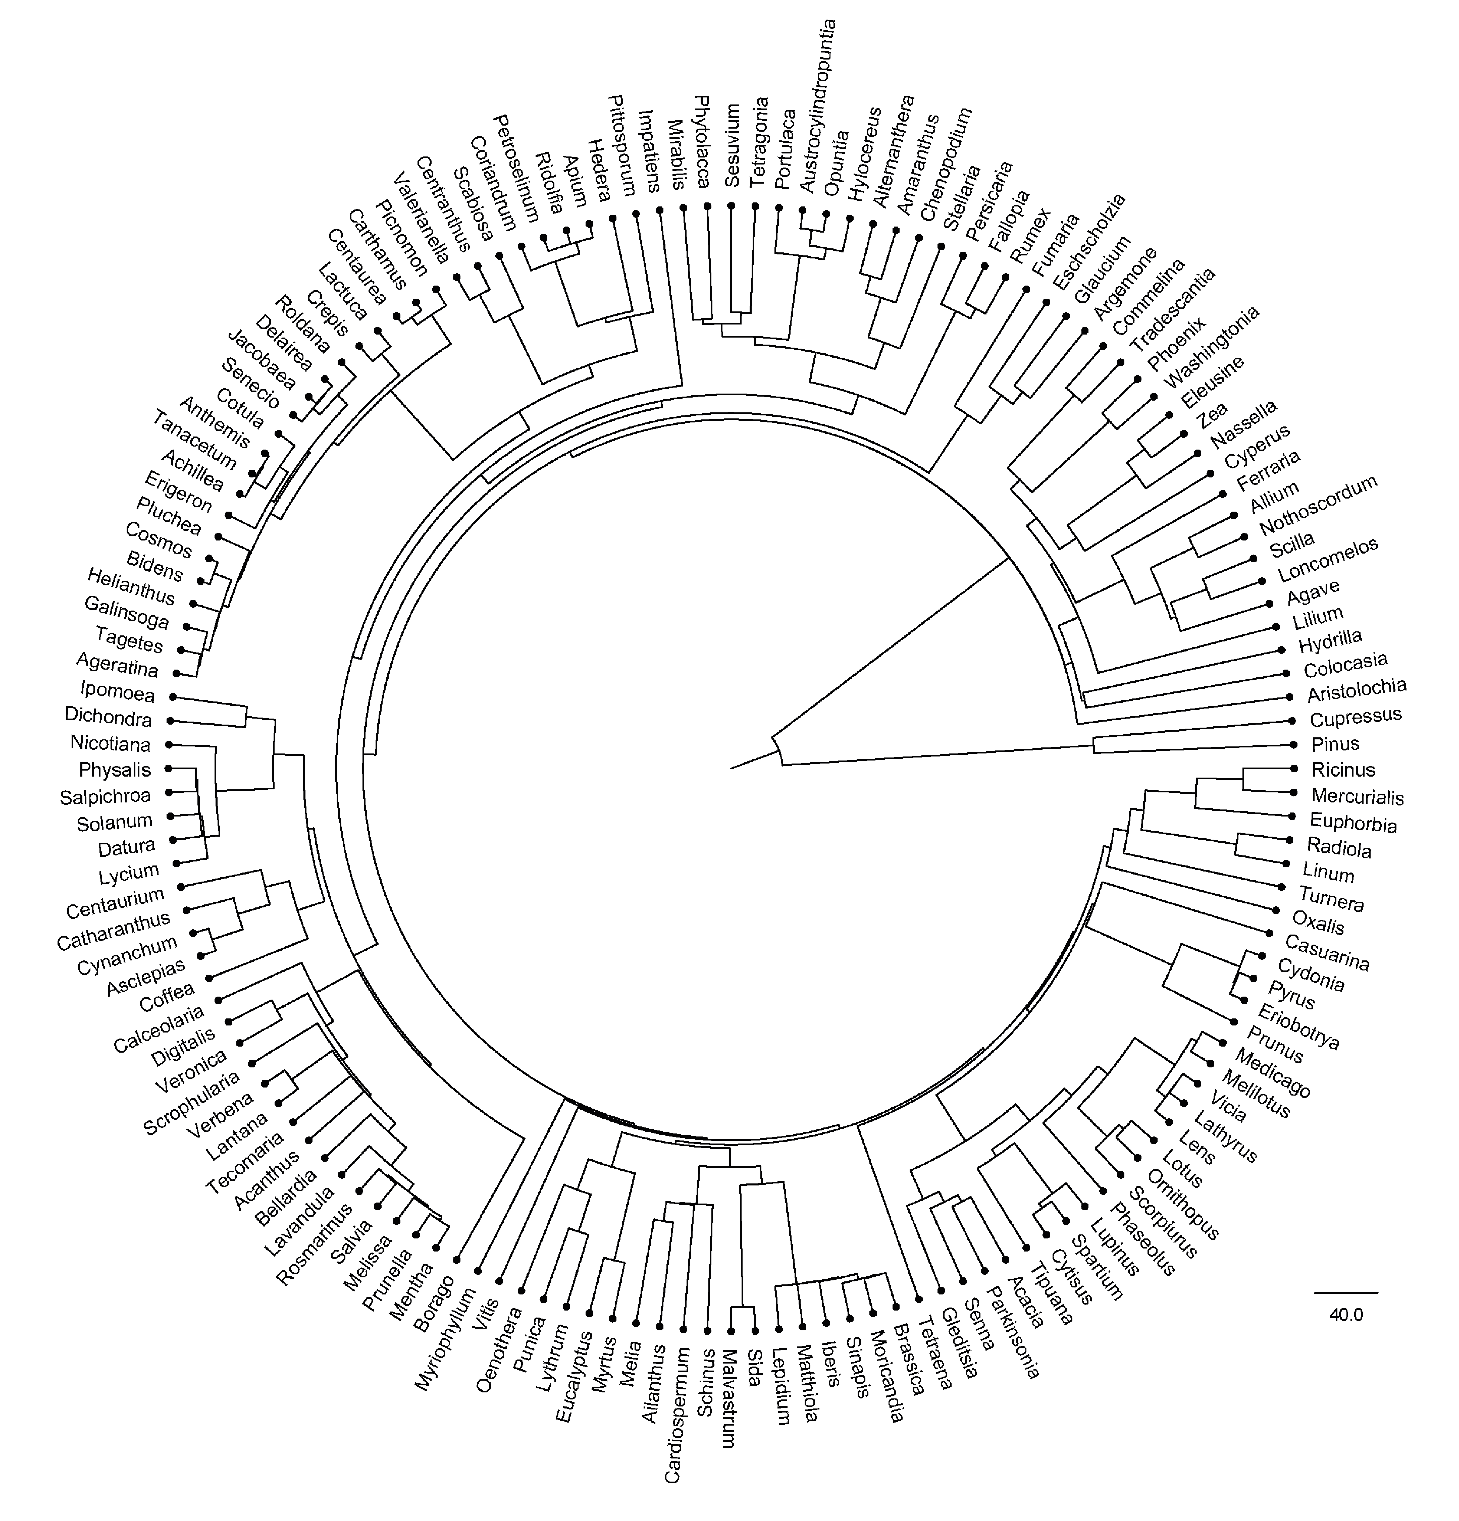 Austrocylindropuntia
Opuntia
Hylocereus
Alternanthera
Amaranthus
Chenopodium
Stellaria
Persicaria
Fallopia
Rumex
Fumaria
Eschscholzia
Glaucium
Argemone
Commelina
Tradescantia
Phoenix
Washingtonia
Eleusine
Zea
Nassella
Cyperus
Ferraria
Allium
Nothoscordum
Scilla
Loncomelos
Agave
Lilium
Hydrilla
Colocasia
Aristolochia
Cupressus
Pinus
Ricinus
Mercurialis
Euphorbia
Radiola
Linum
Turnera
Oxalis
Casuarina
Cydonia
Pyrus
Eriobotrya
Prunus
Medicago
Melilotus
Vicia
Lathyrus
Lens
Lotus
Ornithopus
Scorpiurus
Phaseolus
Lupinus
Spartium
Cytisus
Tipuana
Acacia
Parkinsonia
Senna
Gleditsia
Tetraena
Brassica
Moricandia
Sinapis
Iberis
Matthiola
Lepidium
Sida
Malvastrum
Schinus
Cardiospermum
Ailanthus
Melia
Myrtus
Eucalyptus
Lythrum
Punica
Oenothera
Vitis
Myriophyllum
Borago
Mentha
Prunella
Melissa
Salvia
Rosmarinus
Lavandula
Bellardia
Acanthus
Tecomaria
Lantana
Verbena
Scrophularia
Veronica
Digitalis
Calceolaria
Coffea
Asclepias
Cynanchum
Catharanthus
Centaurium
Lycium
Datura
Solanum
Salpichroa
Physalis
Nicotiana
Dichondra
Ipomoea
Ageratina
Tagetes
Galinsoga
Helianthus
Bidens
Cosmos
Pluchea
Erigeron
Achillea
Tanacetum
Anthemis
Cotula
Senecio
Jacobaea
Delairea
Roldana
Crepis
Lactuca
Centaurea
Carthamus
Picnomon
Valerianella
Centranthus
Scabiosa
Coriandrum
Petroselinum
Ridolfia
Apium
Hedera
Pittosporum
Impatiens
Mirabilis
Phytolacca
Sesuvium
Tetragonia
Portulaca
40.0